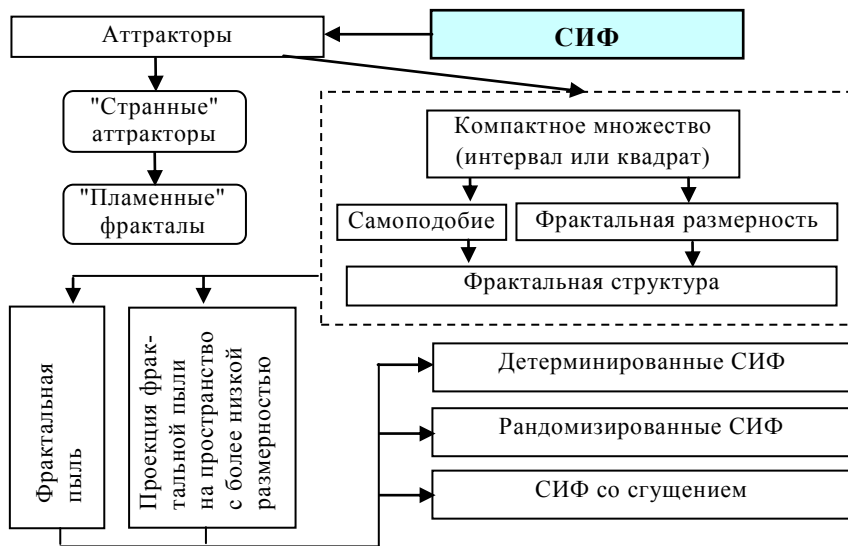 Аттракторы
СИФ
"Странные"
аттракторы
"Пламенные"
фракталы
Компактное множество
(интервал или квадрат)
Самоподобие
Фрактальная размерность
Фрактальная структура
Фрактальная
пыль
Проекция фрак-
тальной пыли
на пространство
с более низкой
размерностью
Детерминированные СИФ
Рандомизированные СИФ
СИФ со сгущением